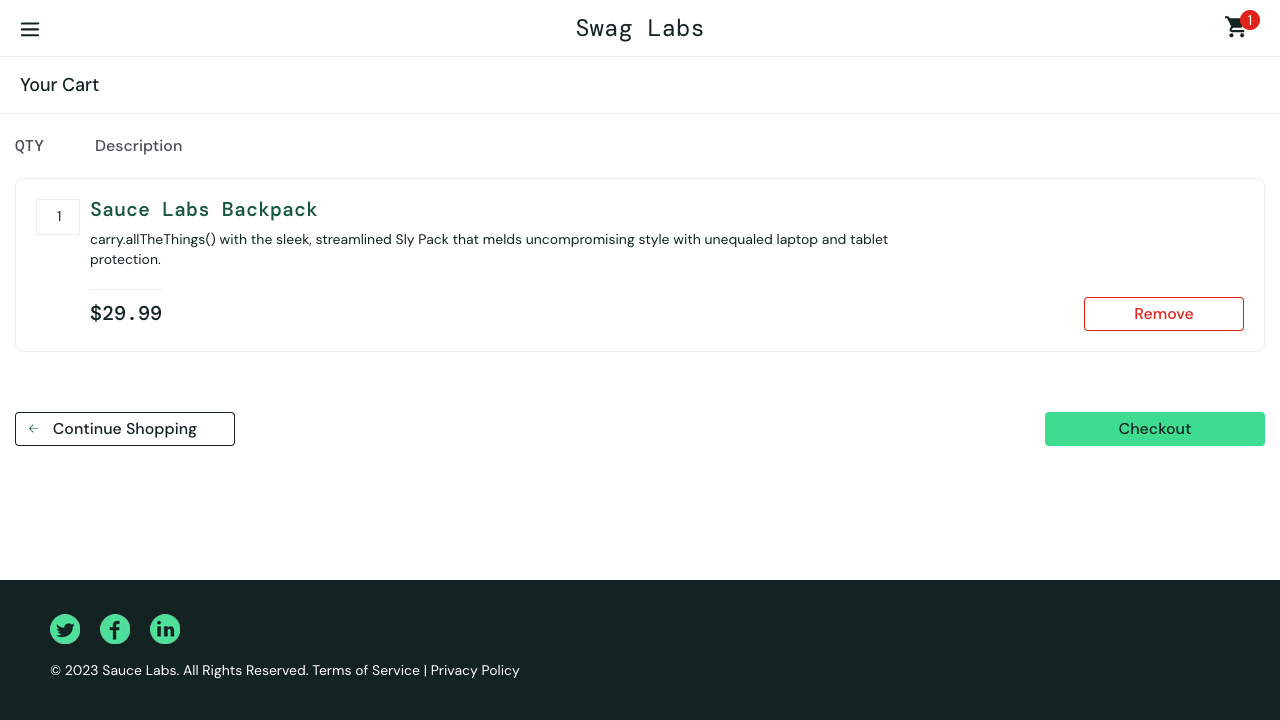 Swag Labs
1
Your Cart
QTY Description
1
Sauce Labs Backpack
carry.allTheThings() with the sleek, streamlined Sly Pack that melds uncompromising style with unequaled laptop and tablet
protection.
$29.99
Remove
Continue Shopping
Checkout
© 2023 Sauce Labs. All Rights Reserved. Terms of Service | Privacy Policy